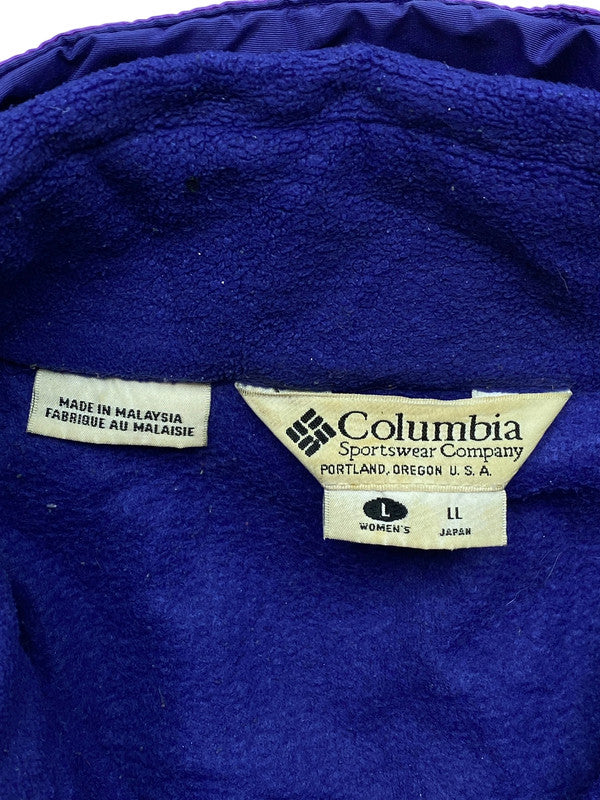 MADE IN MALAYSIA
FABRIQUE AU MALAISIE
Columbia
Sportswear Company
PORTLAND, OREGON U. S. A.
L LL
WOMEN'S JAPAN